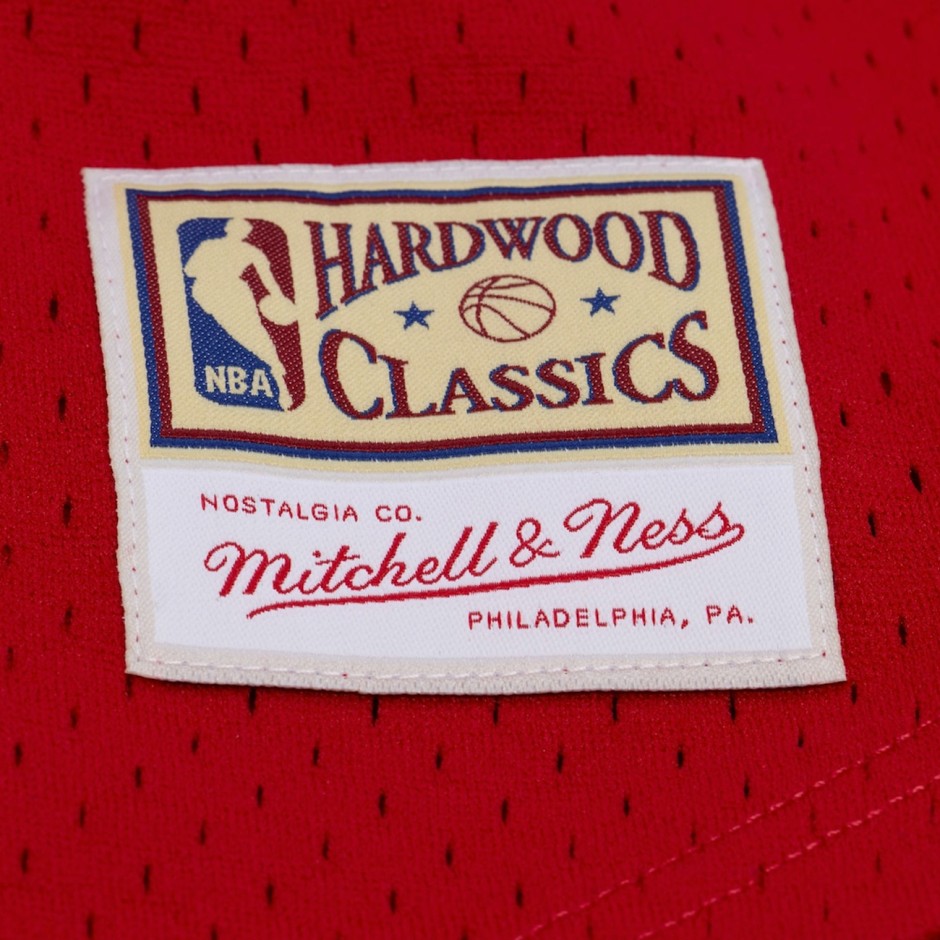 HARDWOOD
CLASSICS
NBA
NOSTALGIA CO.
Mitchell & Ness
PHILADELPHIA, PA.